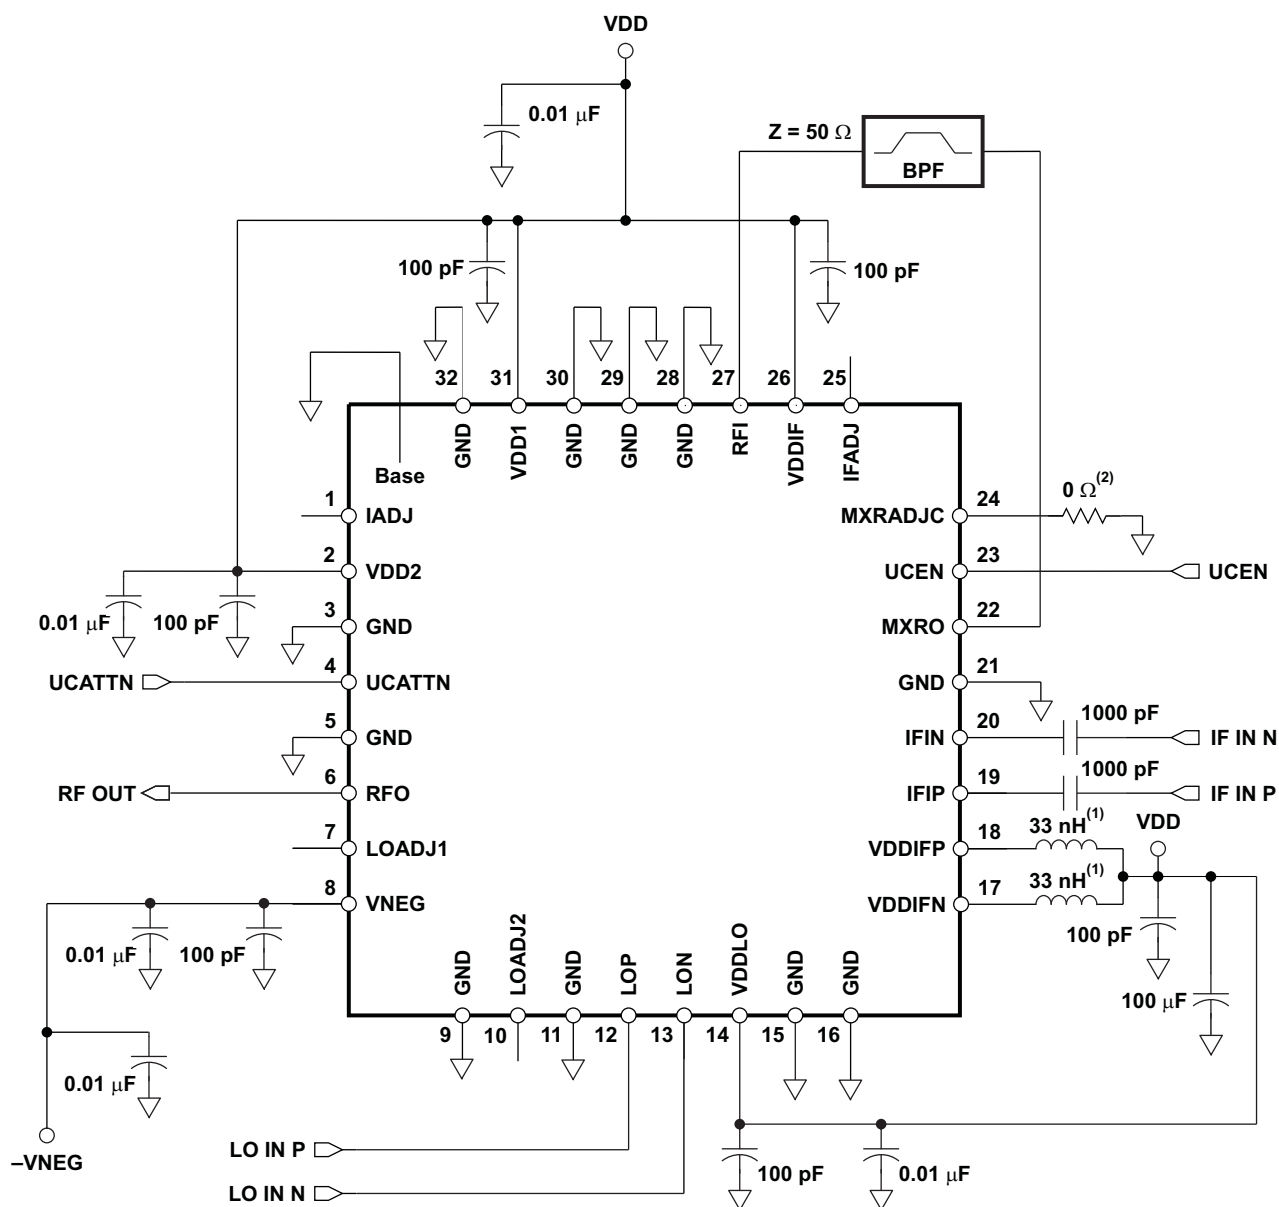 VDD
0.01 μF
Z = 50 Ω
BPF
100 pF
100 pF
32
31
30
29
28
27
26
25
GND
VDD1
GND
GND
GND
RFI
VDDIF
IFADJ
Base
1
IADJ
2
VDD2
0.01 μF
100 pF
3
GND
UCATTN
4
UCATTN
5
GND
RF OUT
6
RFO
7
LOADJ1
8
VNEG
0.01 μF
100 pF
0.01 μF
–VNEG
MXRADJC
24
0 Ω(2)
UCEN
23
UCEN
MXRO
22
GND
21
IFIN
20
1000 pF
IF IN N
IFIP
19
1000 pF
IF IN P
VDDIFP
18
33 nH(1)
VDD
VDDIFN
17
33 nH(1)
100 pF
100 μF
GND
LOADJ2
GND
LOP
LON
VDDLO
GND
GND
9
10
11
12
13
14
15
16
LO IN P
LO IN N
100 pF
0.01 μF